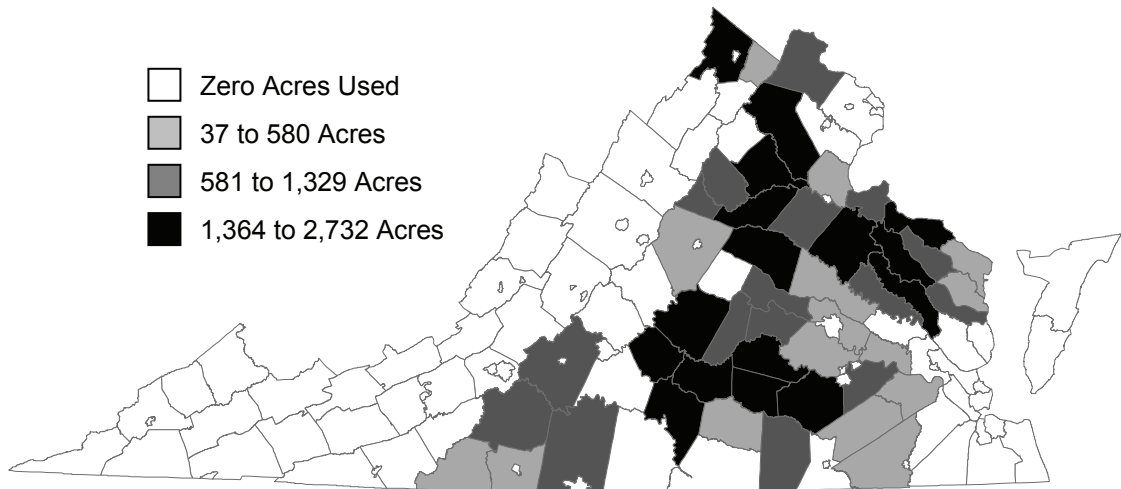 Zero Acres Used
37 to 580 Acres
581 to 1,329 Acres
1,364 to 2,732 Acres